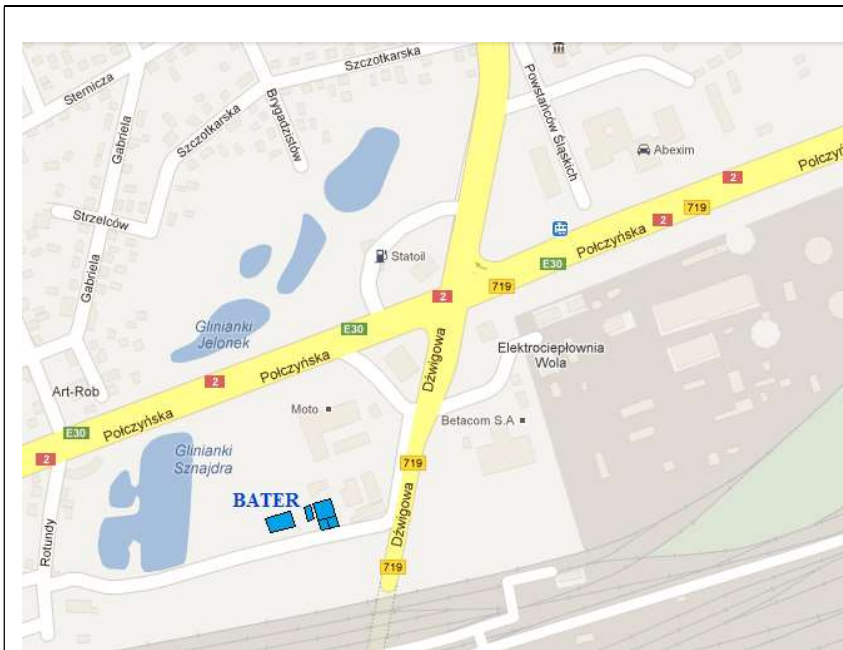 Szczotkarska
Sternicza
Gabriela
Szczotkarska
Brygadzistów
Powstańców Śląskich
Abexim
Połczyń
2
719
2
Strzelców
Połczyńska
E30
Statoil
719
2
Gabriela
Glinianki
Jelonek
E30
Połczyńska
Dźwigowa
Elektrociepłownia
Wola
2
Art-Rob
Połczyńska
Moto
Betacom S.A
E30
2
Glinianki
Sznajdra
719
BATER
Dźwigowa
Rotundy
719